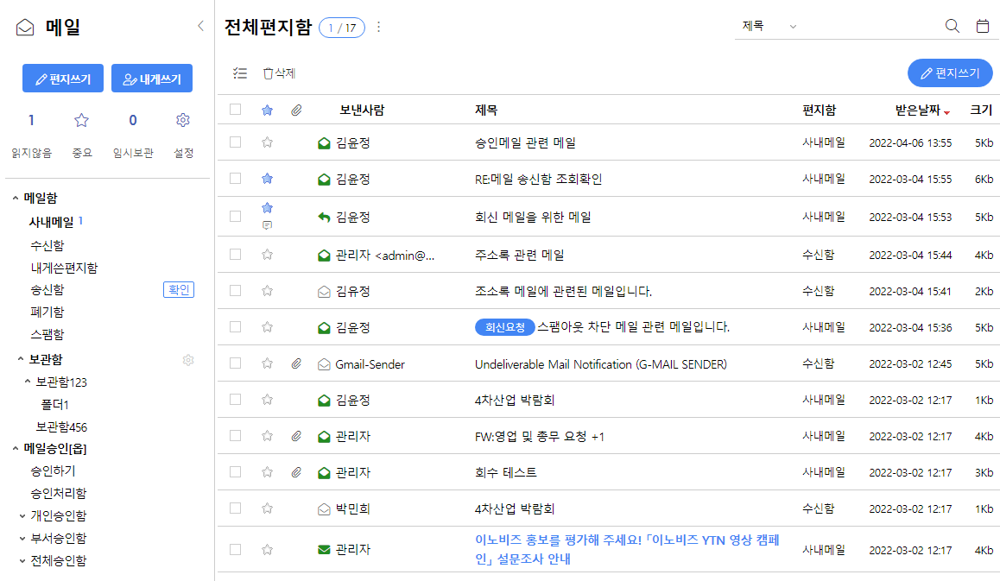 메일
편지쓰기 내게쓰기
1 0
읽지않음 중요 임시보관 설정
메일함
사내메일 1
수신함
내게쓴편지함
송신함 확인
폐기함
스팸함
보관함
보관함123
폴더1
보관함456
메일승인[옵]
승인하기
승인처리함
개인승인함
부서승인함
전체승인함
전체편지함 1 / 17
제목
삭제
편지쓰기
보낸사람 제목 편지함 받은날짜 크기
김윤정 승인메일 관련 메일 사내메일 2022-04-06 13:55 5Kb
김윤정 RE:메일 송신함 조회확인 사내메일 2022-03-04 15:55 6Kb
김윤정 회신 메일을 위한 메일 사내메일 2022-03-04 15:53 5Kb
관리자 <admin@... 주소록 관련 메일 수신함 2022-03-04 15:44 4Kb
김유정 조소록 메일에 관련된 메일입니다. 수신함 2022-03-04 15:41 2Kb
김윤정 회신요청 스팸아웃 차단 메일 관련 메일입니다. 사내메일 2022-03-04 15:36 5Kb
Gmail-Sender Undeliverable Mail Notification (G-MAIL SENDER) 수신함 2022-03-02 12:45 5Kb
김윤정 4차산업 박람회 사내메일 2022-03-02 12:17 1Kb
관리자 FW:영업 및 총무 요청 +1 사내메일 2022-03-02 12:17 4Kb
관리자 회수 테스트 사내메일 2022-03-02 12:17 3Kb
박민희 4차산업 박람회 수신함 2022-03-02 12:17 1Kb
관리자 이노비즈 홍보를 평가해 주세요! 「이노비즈 YTN 영상 캠페 사내메일 2022-03-02 12:17 4Kb
인」 설문조사 안내